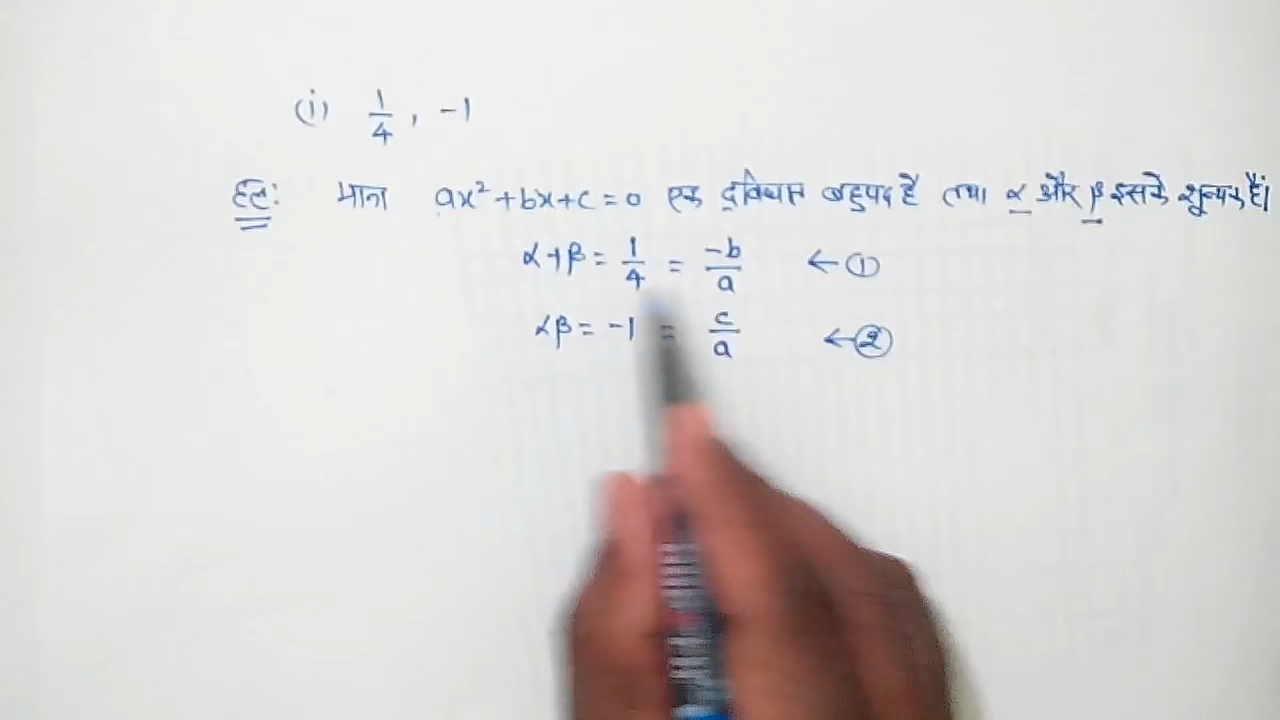 (i) 1/4, -1
हल: माना ax² + bx + c = 0 एक द्विघात बहुपद है तथा α और β इसके शून्यक हैं।
α+β = 1/4 = -b/a ← ①
αβ = -1 = c/a ← ②